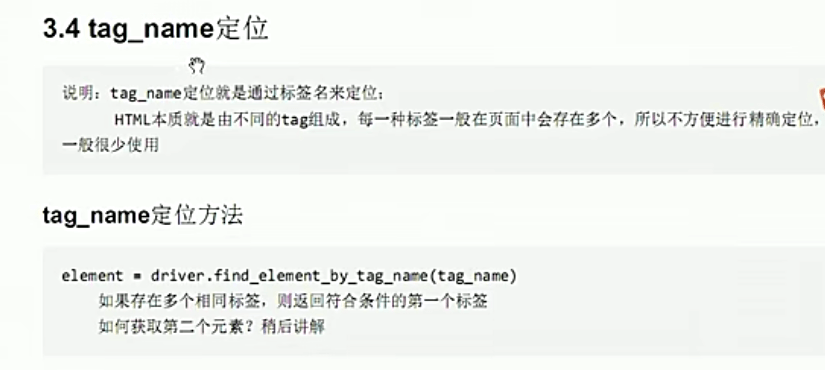 3.4 tag_name定位
说明：tag_name定位就是通过标签名来定位；
HTML本质就是由不同的tag组成，每一种标签一般在页面中会存在多个，所以不方便进行精确定位，
一般很少使用
tag_name定位方法
element = driver.find_element_by_tag_name(tag_name)
如果存在多个相同标签，则返回符合条件的第一个标签
如何获取第二个元素？稍后讲解